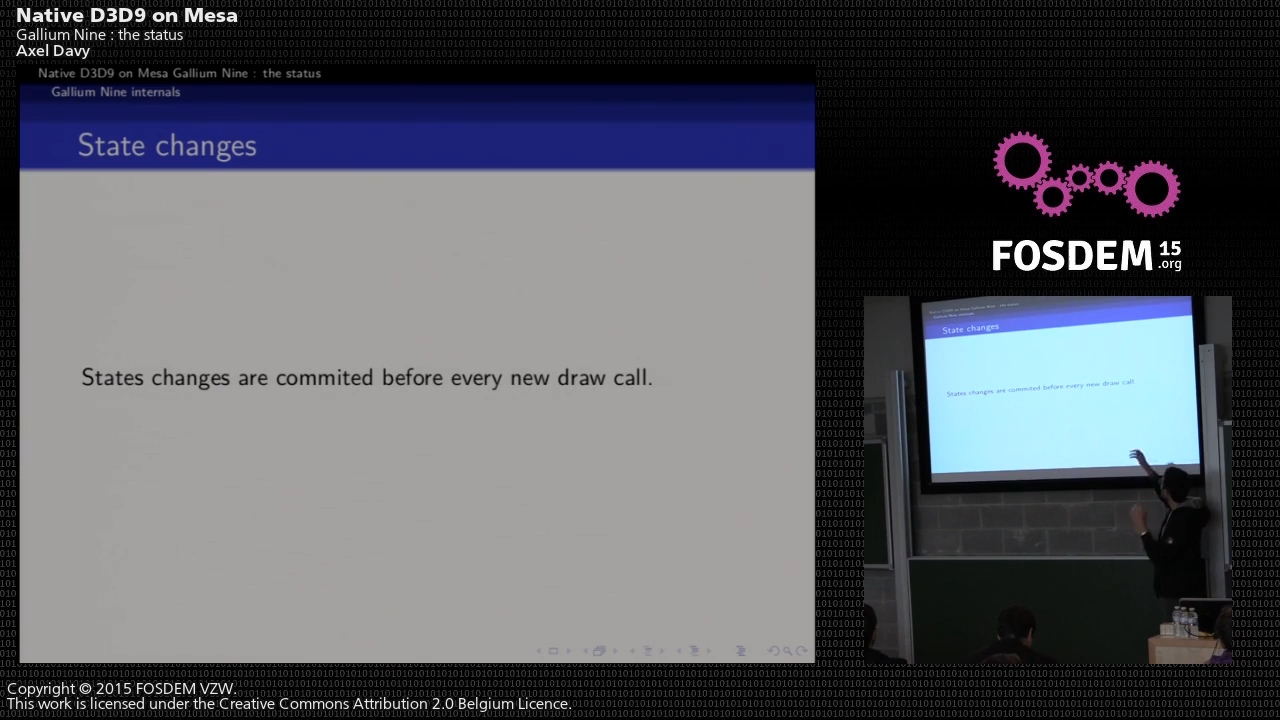 Native D3D9 on Mesa
Gallium Nine : the status
Axel Davy
Native D3D9 on Mesa Gallium Nine : the status
Gallium Nine internals
State changes
States changes are commited before every new draw call.
FOSDEM 15 .org
State changes
States changes are commited before every new draw call.
Copyright © 2015 FOSDEM VZW.
This work is licensed under the Creative Commons Attribution 2.0 Belgium Licence.